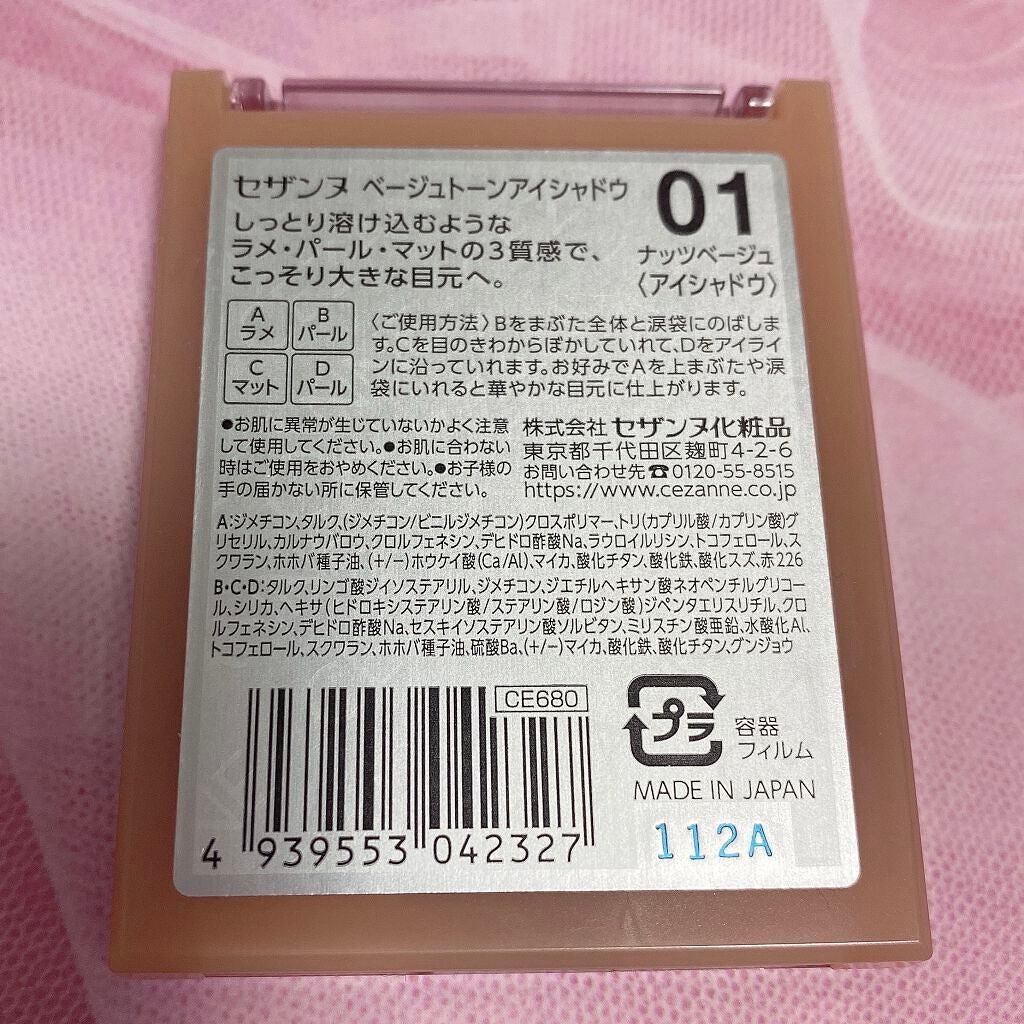 セザンヌ ベージュトーンアイシャドウ
01
ナッツベージュ
〈アイシャドウ〉
しっとり溶け込むような
ラメ・パール・マットの3質感で、
こっそり大きな目元へ。
A ラメ
B パール
C マット
D パール
〈ご使用方法〉Bをまぶた全体と涙袋にのばしま
す。Cを目のきわからぼかしていれて、Dをアイライ
ンに沿っていれます。お好みでAを上まぶたや涙
袋にいれると華やかな目元に仕上がります。
●お肌に異常が生じていないかよく注意
して使用してください。●お肌に合わない
時はご使用をおやめください。●お子様の
手の届かない所に保管してください。
株式会社 セザンヌ化粧品
東京都千代田区麹町4-2-6
お問い合わせ先☎0120-55-8515
https://www.cezanne.co.jp
A:ジメチコン、タルク、(ジメチコン/ビニルジメチコン)クロスポリマー、トリ(カプリル酸/カプリン酸)グ
リセリル、カルナウバロウ、クロルフェネシン、デヒドロ酢酸Na、ラウロイルリシン、トコフェロール、ス
クワラン、ホホバ種子油、(+/-)ホウケイ酸(Ca/Al)、マイカ、酸化チタン、酸化鉄、酸化スズ、赤226
B・C・D:タルク、リンゴ酸ジイソステアリル、ジメチコン、ジエチルヘキサン酸ネオペンチルグリコー
ル、シリカ、ヘキサ(ヒドロキシステアリン酸/ステアリン酸/ロジン酸)ジペンタエリスリチル、クロ
ルフェネシン、デヒドロ酢酸Na、セスキイソステアリン酸ソルビタン、ミリスチン酸亜鉛、水酸化Al、
トコフェロール、スクワラン、ホホバ種子油、硫酸Ba、(+/-)マイカ、酸化鉄、酸化チタン、グンジョウ
CE680
4 939553 042327
プラ
容器
フィルム
MADE IN JAPAN
112A